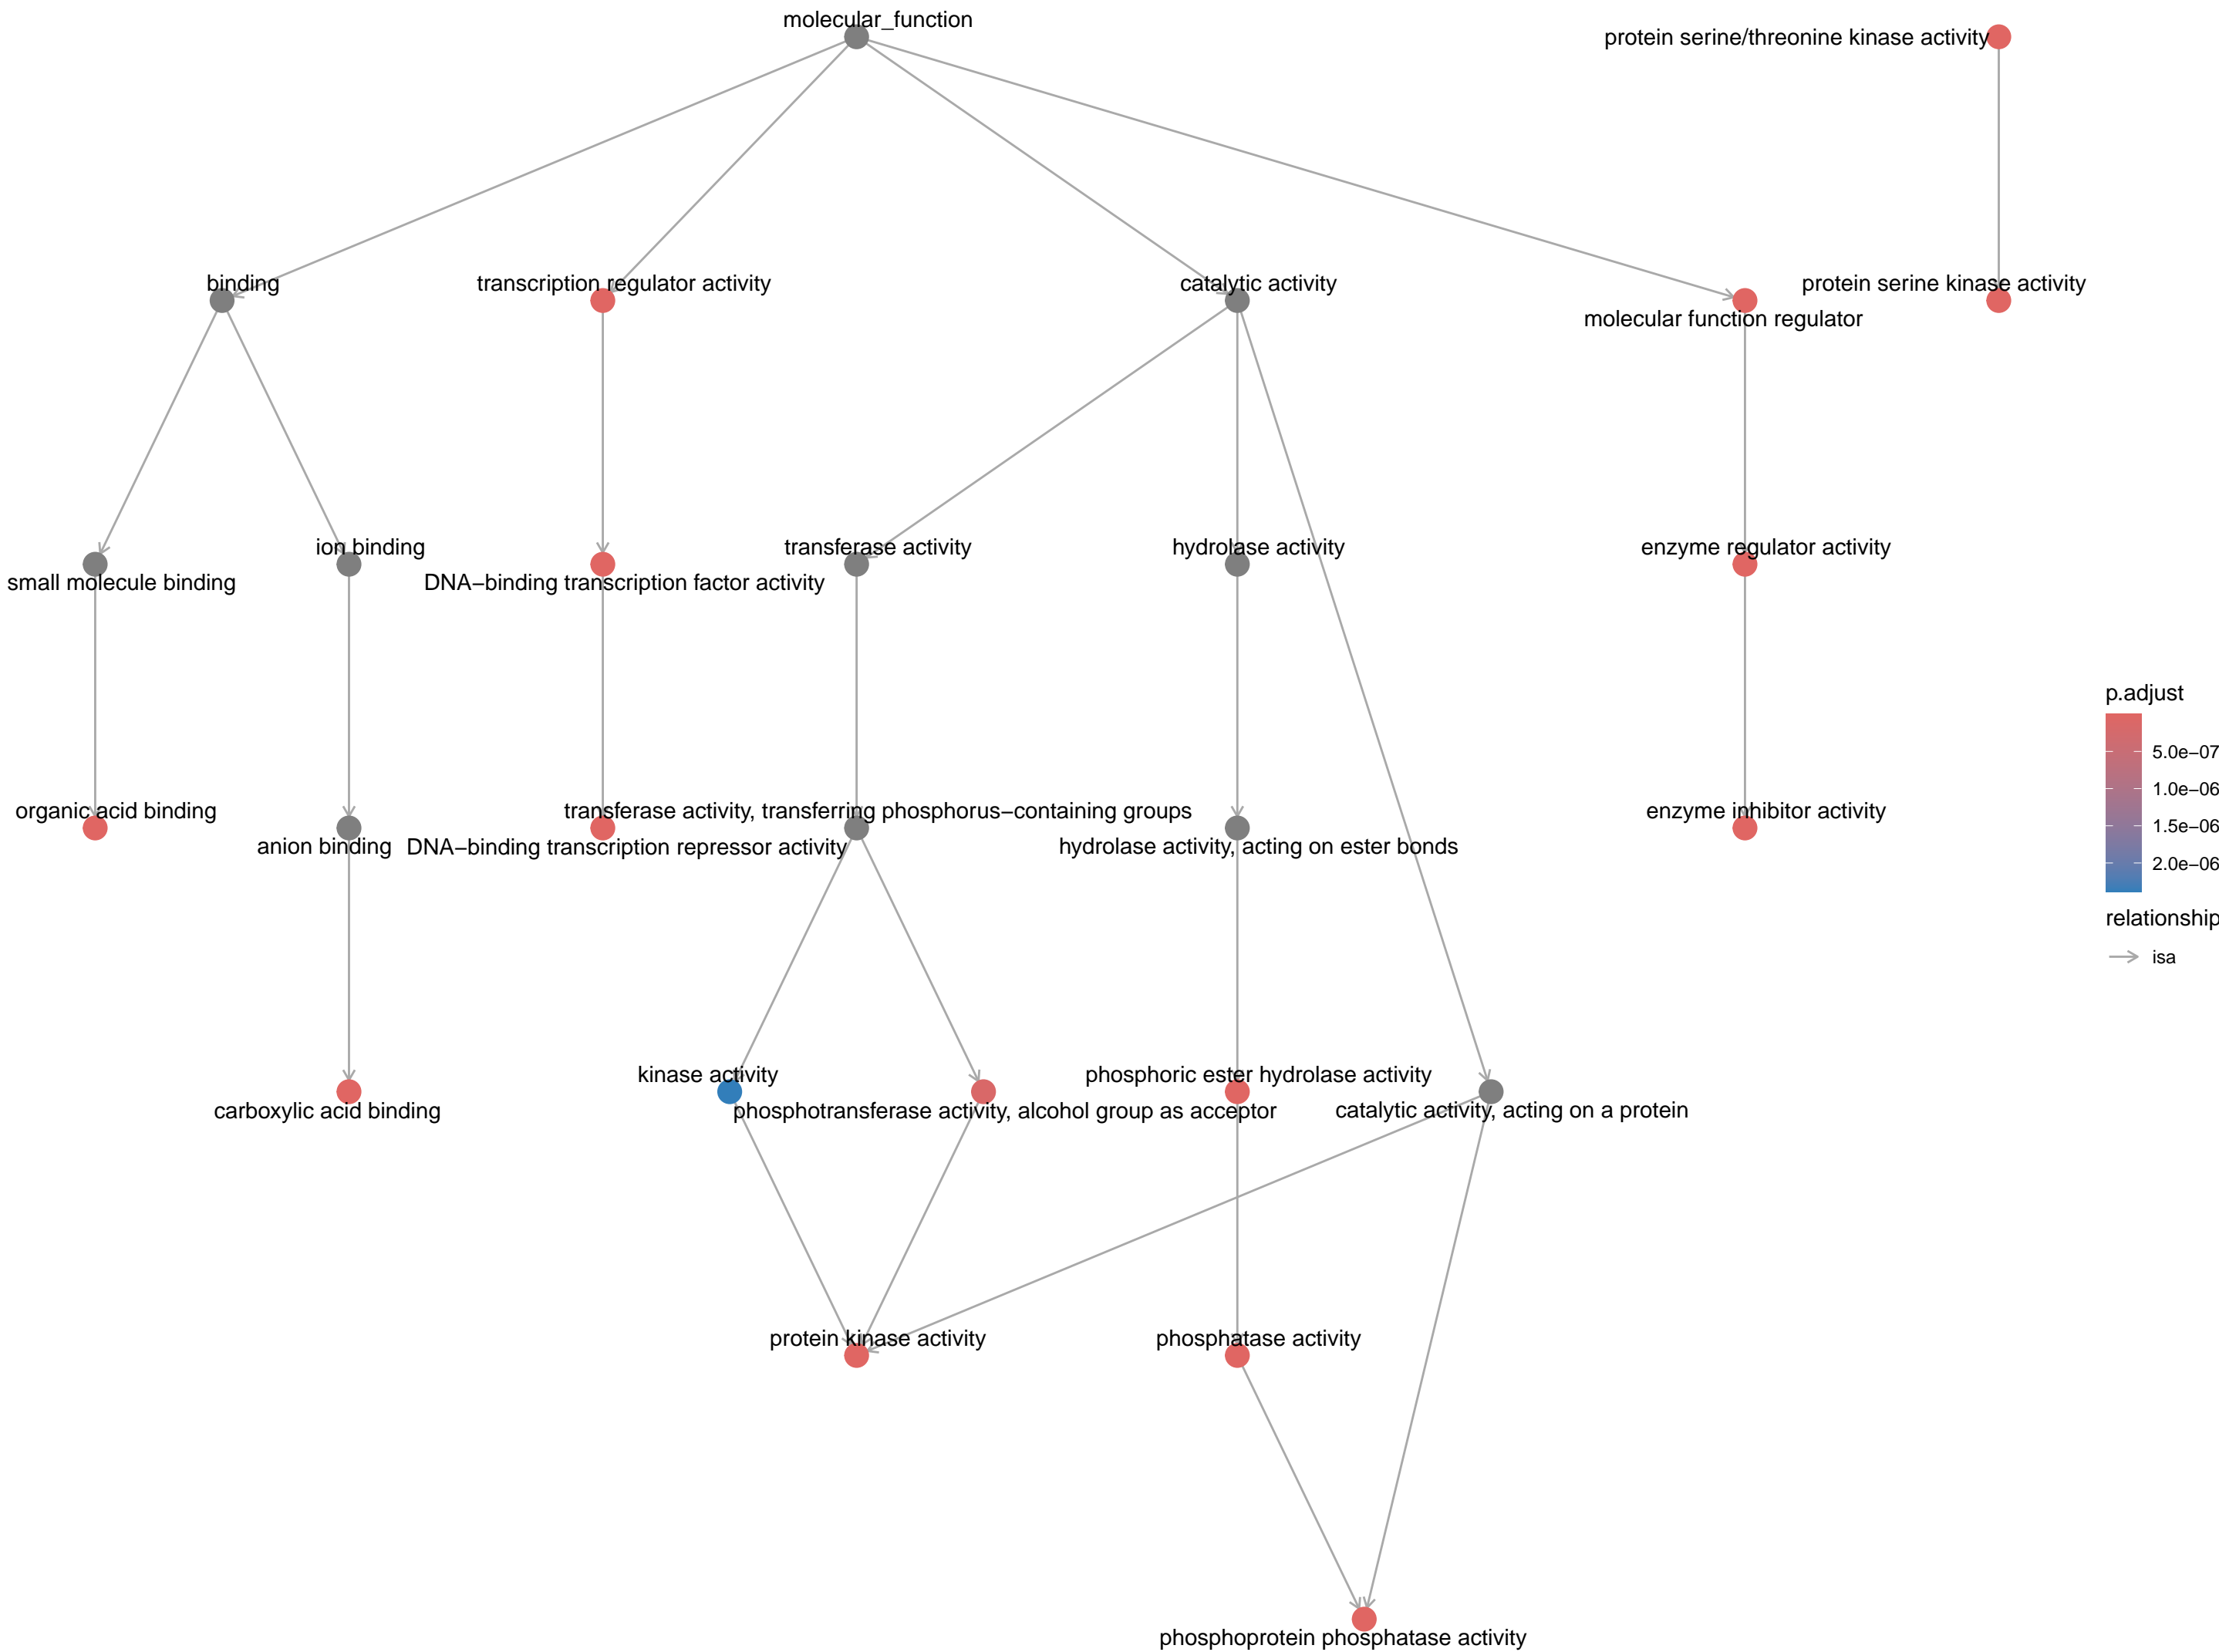 molecular_function
protein serine/threonine kinase activity
binding
transcription regulator activity
catalytic activity
protein serine kinase activity
molecular function regulator
ion binding
transferase activity
hydrolase activity
enzyme regulator activity
small molecule binding
DNA−binding transcription factor activity
p.adjust
5.0e−07
1.0e−06
1.5e−06
2.0e−06
relationship
isa
organic acid binding
transferase activity, transferring phosphorus−containing groups
enzyme inhibitor activity
anion binding
DNA−binding transcription repressor activity
hydrolase activity, acting on ester bonds
kinase activity
phosphoric ester hydrolase activity
carboxylic acid binding
phosphotransferase activity, alcohol group as acceptor
catalytic activity, acting on a protein
protein kinase activity
phosphatase activity
phosphoprotein phosphatase activity